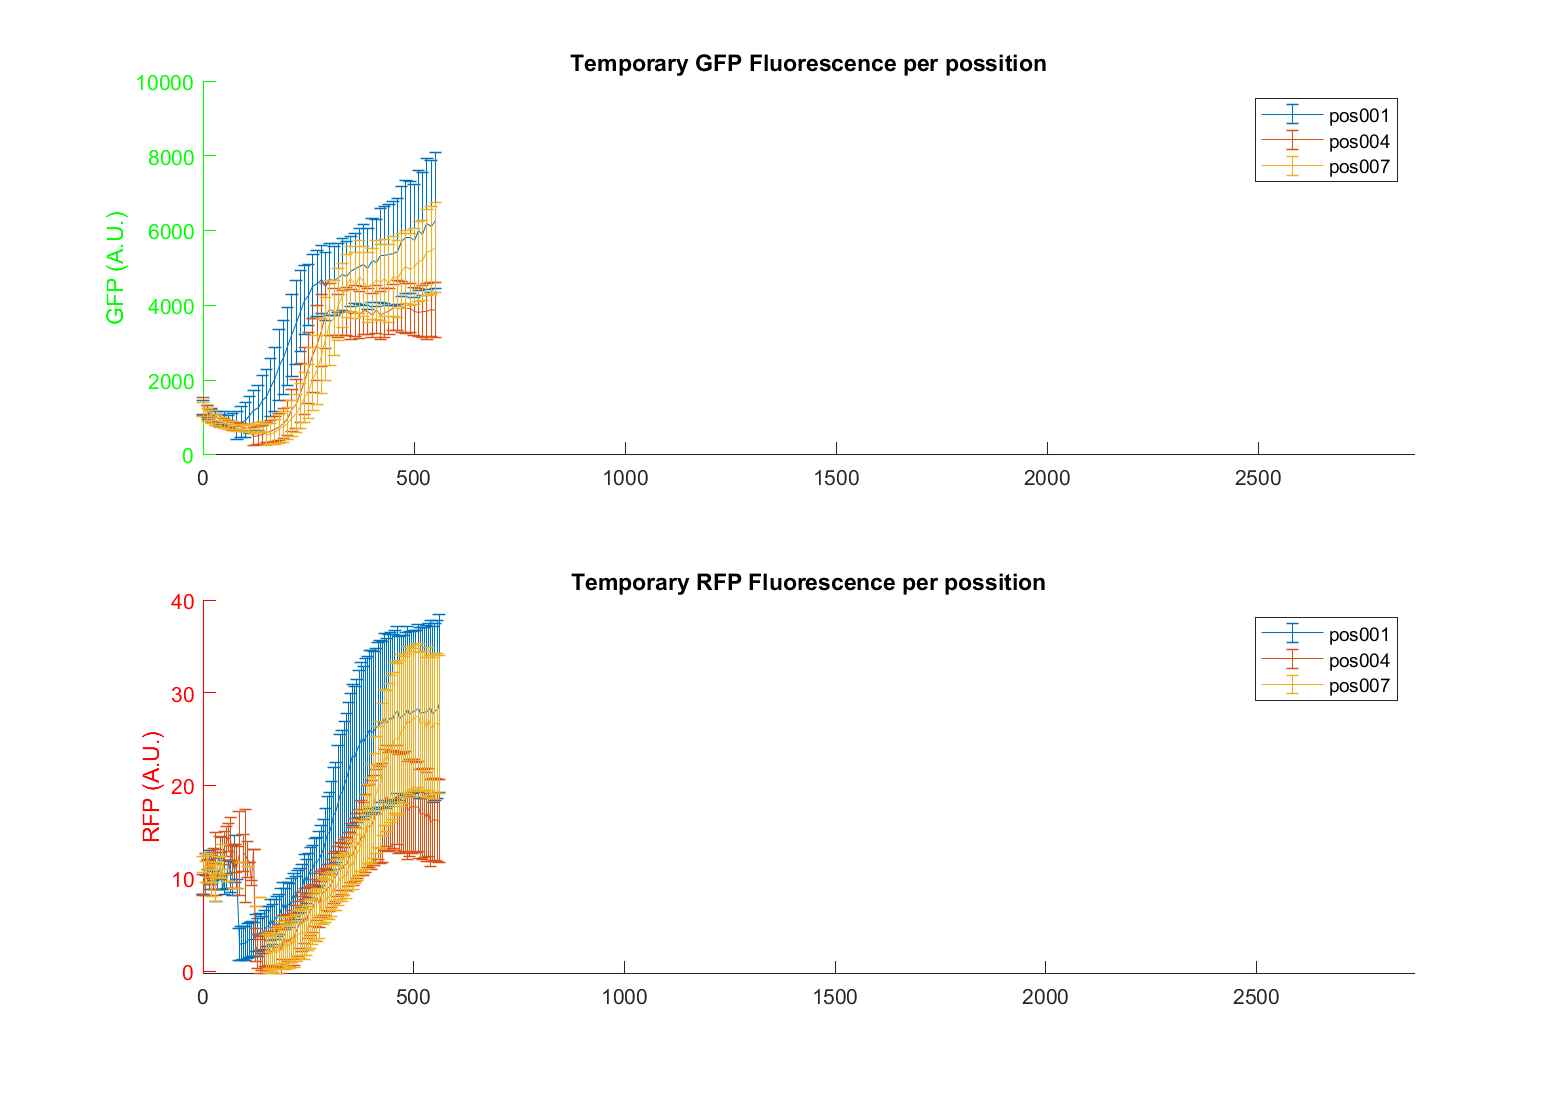 Temporary GFP Fluorescence per possition
GFP (A.U.)
10000
8000
6000
4000
2000
0
0 500 1000 1500 2000 2500
pos001
pos004
pos007
Temporary RFP Fluorescence per possition
RFP (A.U.)
40
30
20
10
0
0 500 1000 1500 2000 2500
pos001
pos004
pos007